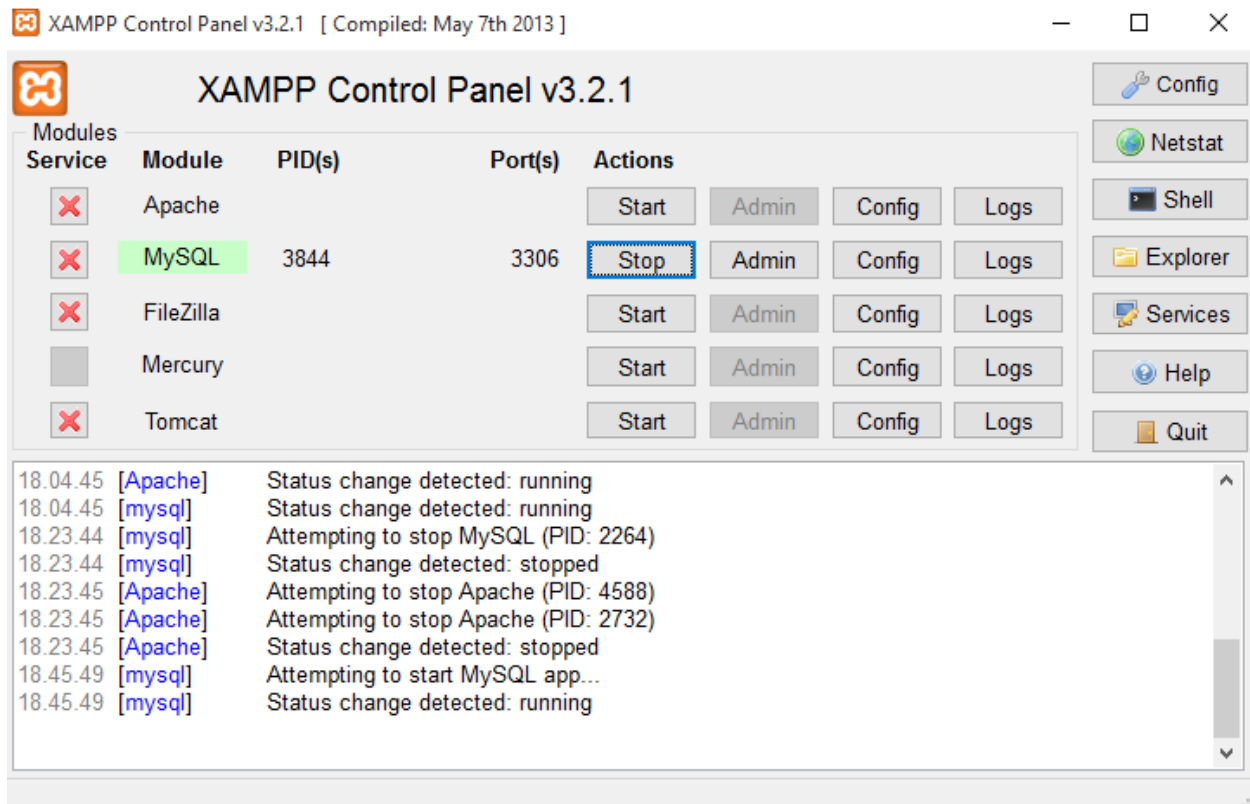 XAMPP Control Panel v3.2.1 [ Compiled: May 7th 2013 ]
XAMPP Control Panel v3.2.1
Config
Modules
Netstat
Service Module PID(s) Port(s) Actions
Apache Start Admin Config Logs
Shell
MySQL 3844 3306 Stop Admin Config Logs
Explorer
FileZilla Start Admin Config Logs
Services
Mercury Start Admin Config Logs
Help
Tomcat Start Admin Config Logs
Quit
18.04.45 [Apache] Status change detected: running
18.04.45 [mysql] Status change detected: running
18.23.44 [mysql] Attempting to stop MySQL (PID: 2264)
18.23.44 [mysql] Status change detected: stopped
18.23.45 [Apache] Attempting to stop Apache (PID: 4588)
18.23.45 [Apache] Attempting to stop Apache (PID: 2732)
18.23.45 [Apache] Status change detected: stopped
18.45.49 [mysql] Attempting to start MySQL app...
18.45.49 [mysql] Status change detected: running